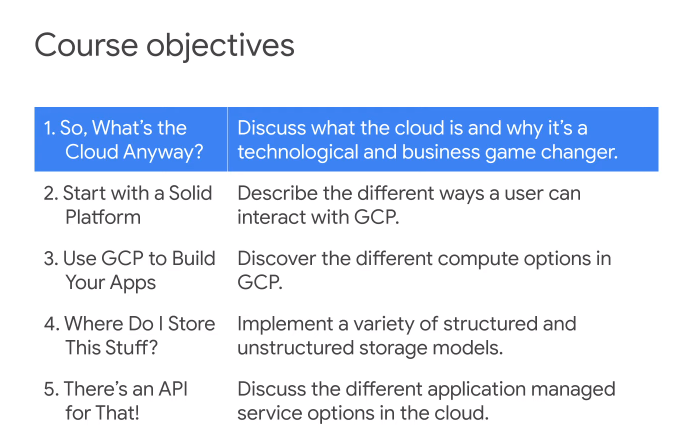 Course objectives
1. So, What's the
Cloud Anyway?
Discuss what the cloud is and why it's a
technological and business game changer.
2. Start with a Solid
Platform
Describe the different ways a user can
interact with GCP.
3. Use GCP to Build
Your Apps
Discover the different compute options in
GCP.
4. Where Do I Store
This Stuff?
Implement a variety of structured and
unstructured storage models.
5. There's an API
for That!
Discuss the different application managed
service options in the cloud.